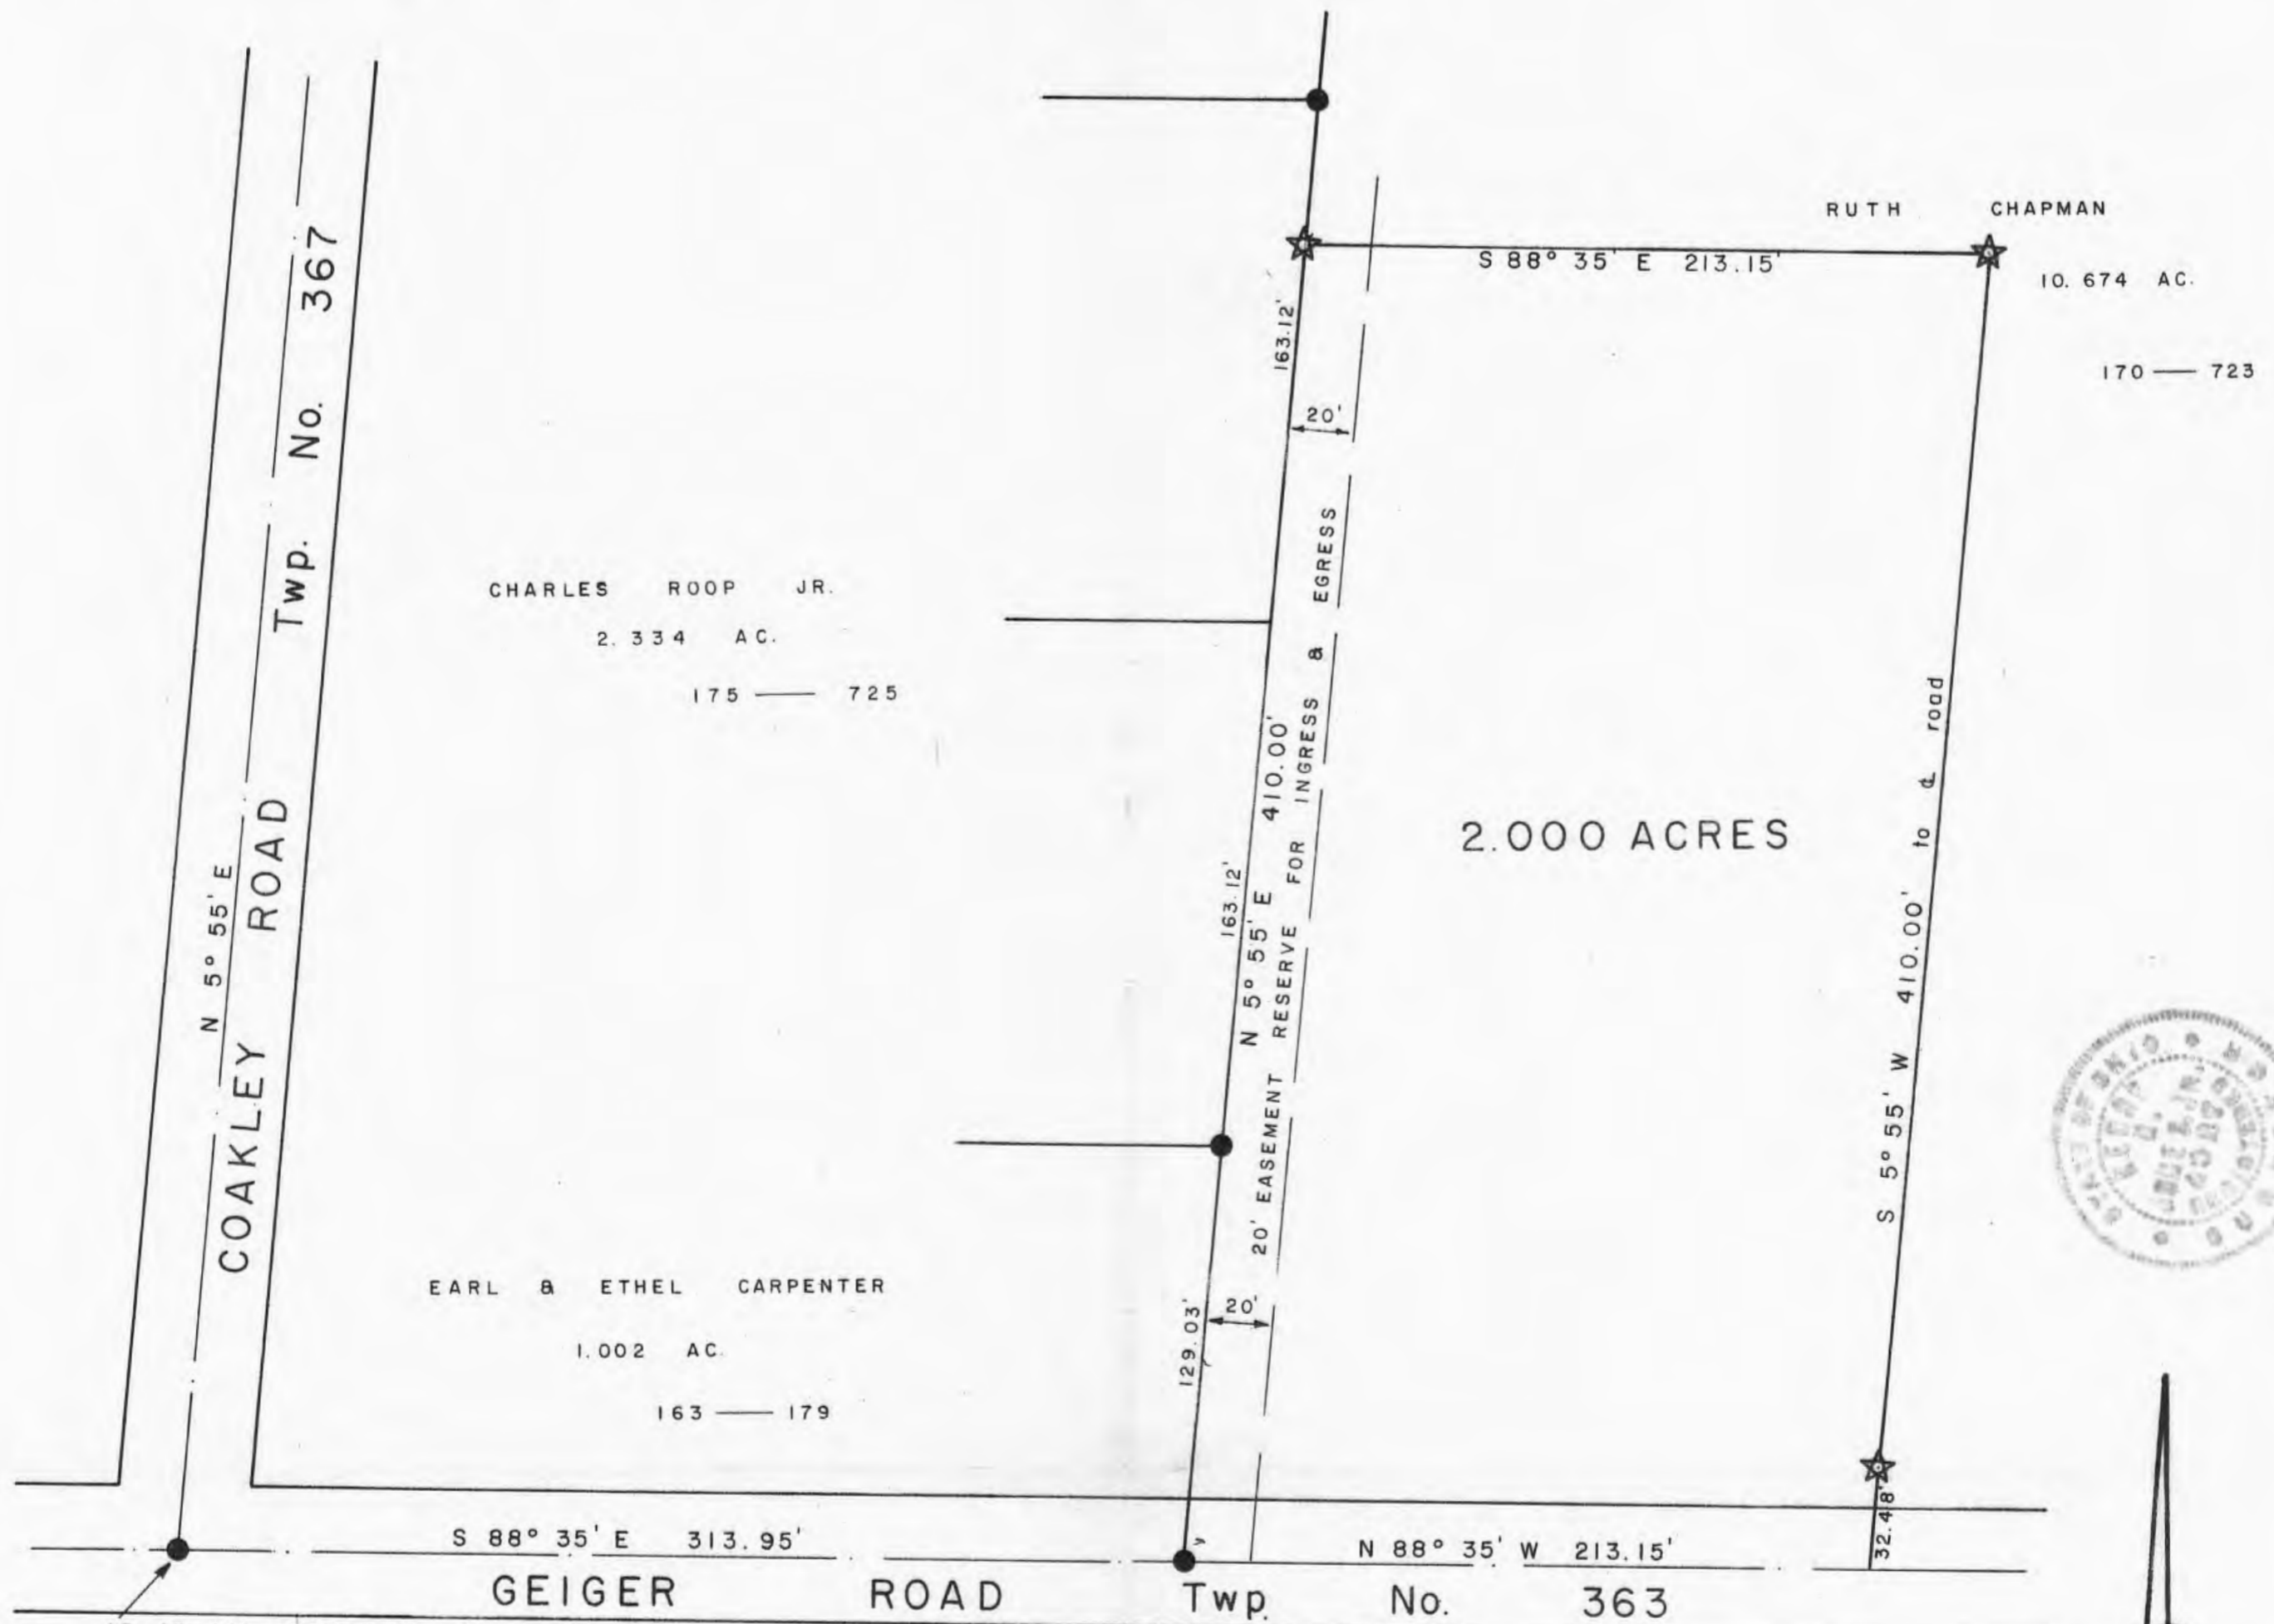 RUTH CHAPMAN
S 88° 35' E 213.15'
10.674 AC.
170 — 723
163.12'
20'
COAKLEY ROAD Twp. No. 367
N 5° 55' E
CHARLES ROOP JR.
2.334 AC.
175 — 725
163.12'
N 5° 55' E 410.00'
20' EASEMENT RESERVE FOR INGRESS & EGRESS
2.000 ACRES
S 5° 55' W 410.00' to ℄ road
EARL & ETHEL CARPENTER
1.002 AC.
163 — 179
129.03'
20'
32.48'
S 88° 35' E 313.95'
N 88° 35' W 213.15'
GEIGER ROAD Twp. No. 363